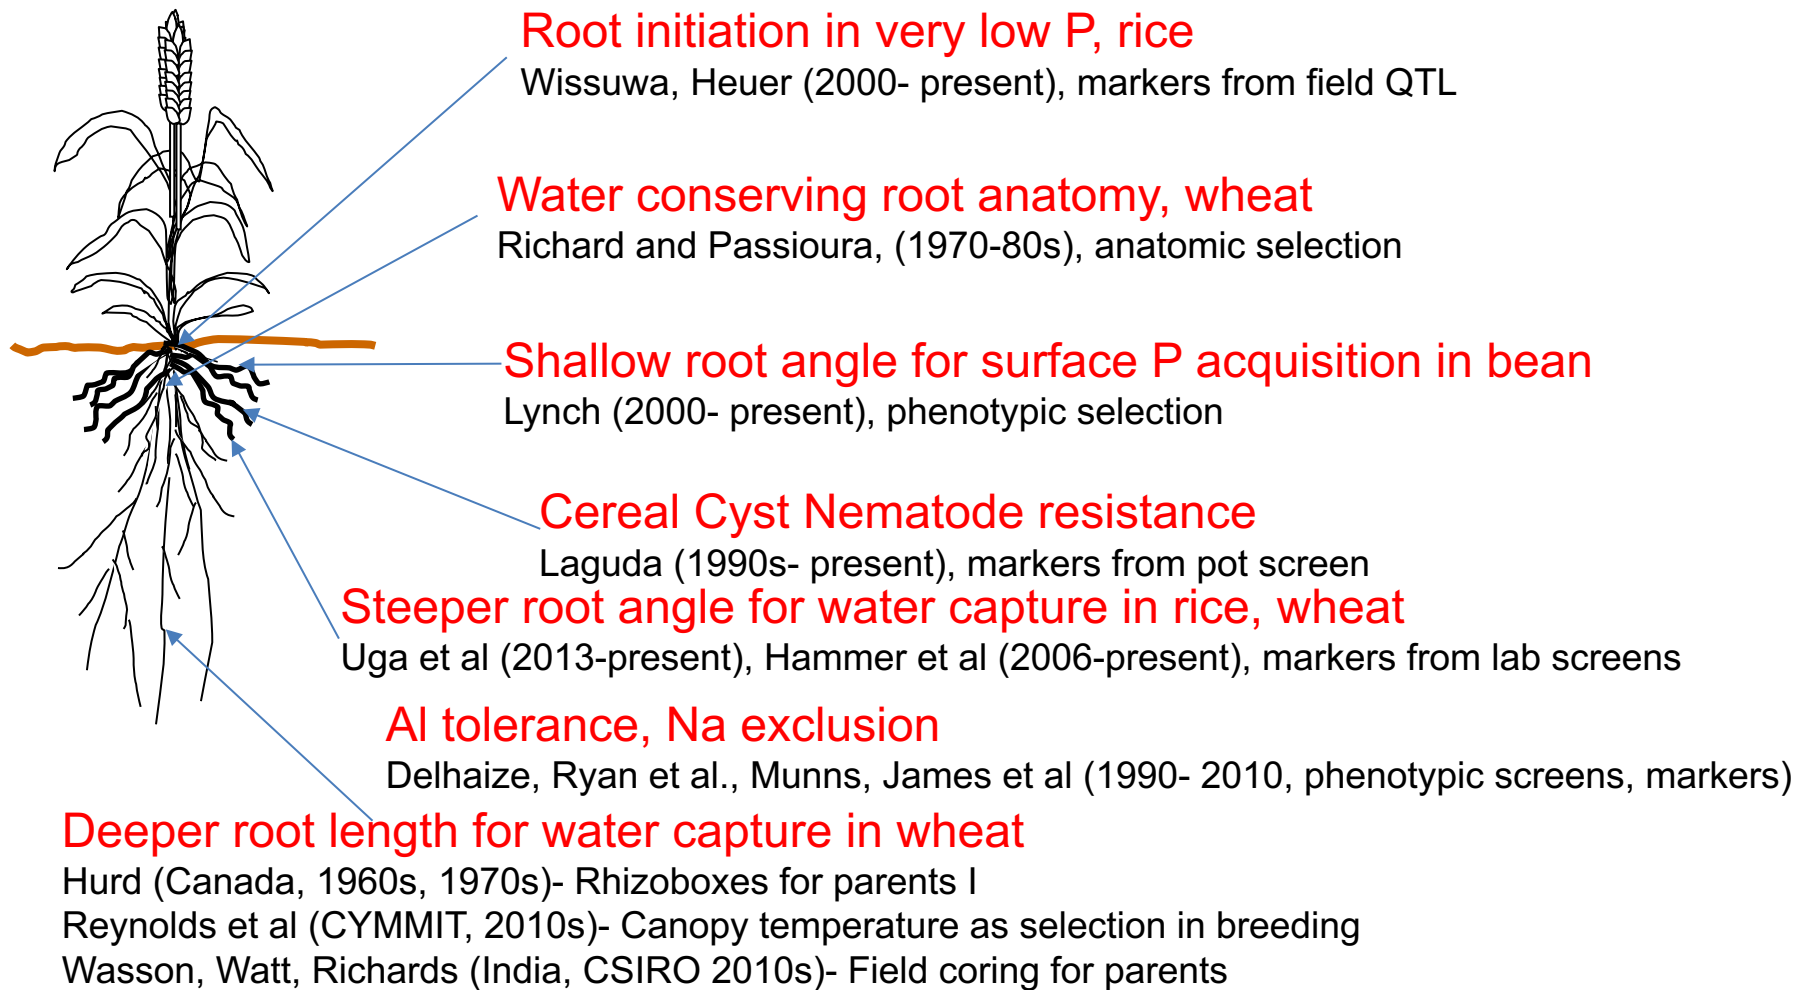 Root initiation in very low P, rice
Wissuwa, Heuer (2000- present), markers from field QTL
Water conserving root anatomy, wheat
Richard and Passioura, (1970-80s), anatomic selection
Shallow root angle for surface P acquisition in bean
Lynch (2000- present), phenotypic selection
Cereal Cyst Nematode resistance
Laguda (1990s- present), markers from pot screen
Steeper root angle for water capture in rice, wheat
Uga et al (2013-present), Hammer et al (2006-present), markers from lab screens
Al tolerance, Na exclusion
Delhaize, Ryan et al., Munns, James et al (1990- 2010, phenotypic screens, markers)
Deeper root length for water capture in wheat
Hurd (Canada, 1960s, 1970s)- Rhizoboxes for parents I
Reynolds et al (CYMMIT, 2010s)- Canopy temperature as selection in breeding
Wasson, Watt, Richards (India, CSIRO 2010s)- Field coring for parents